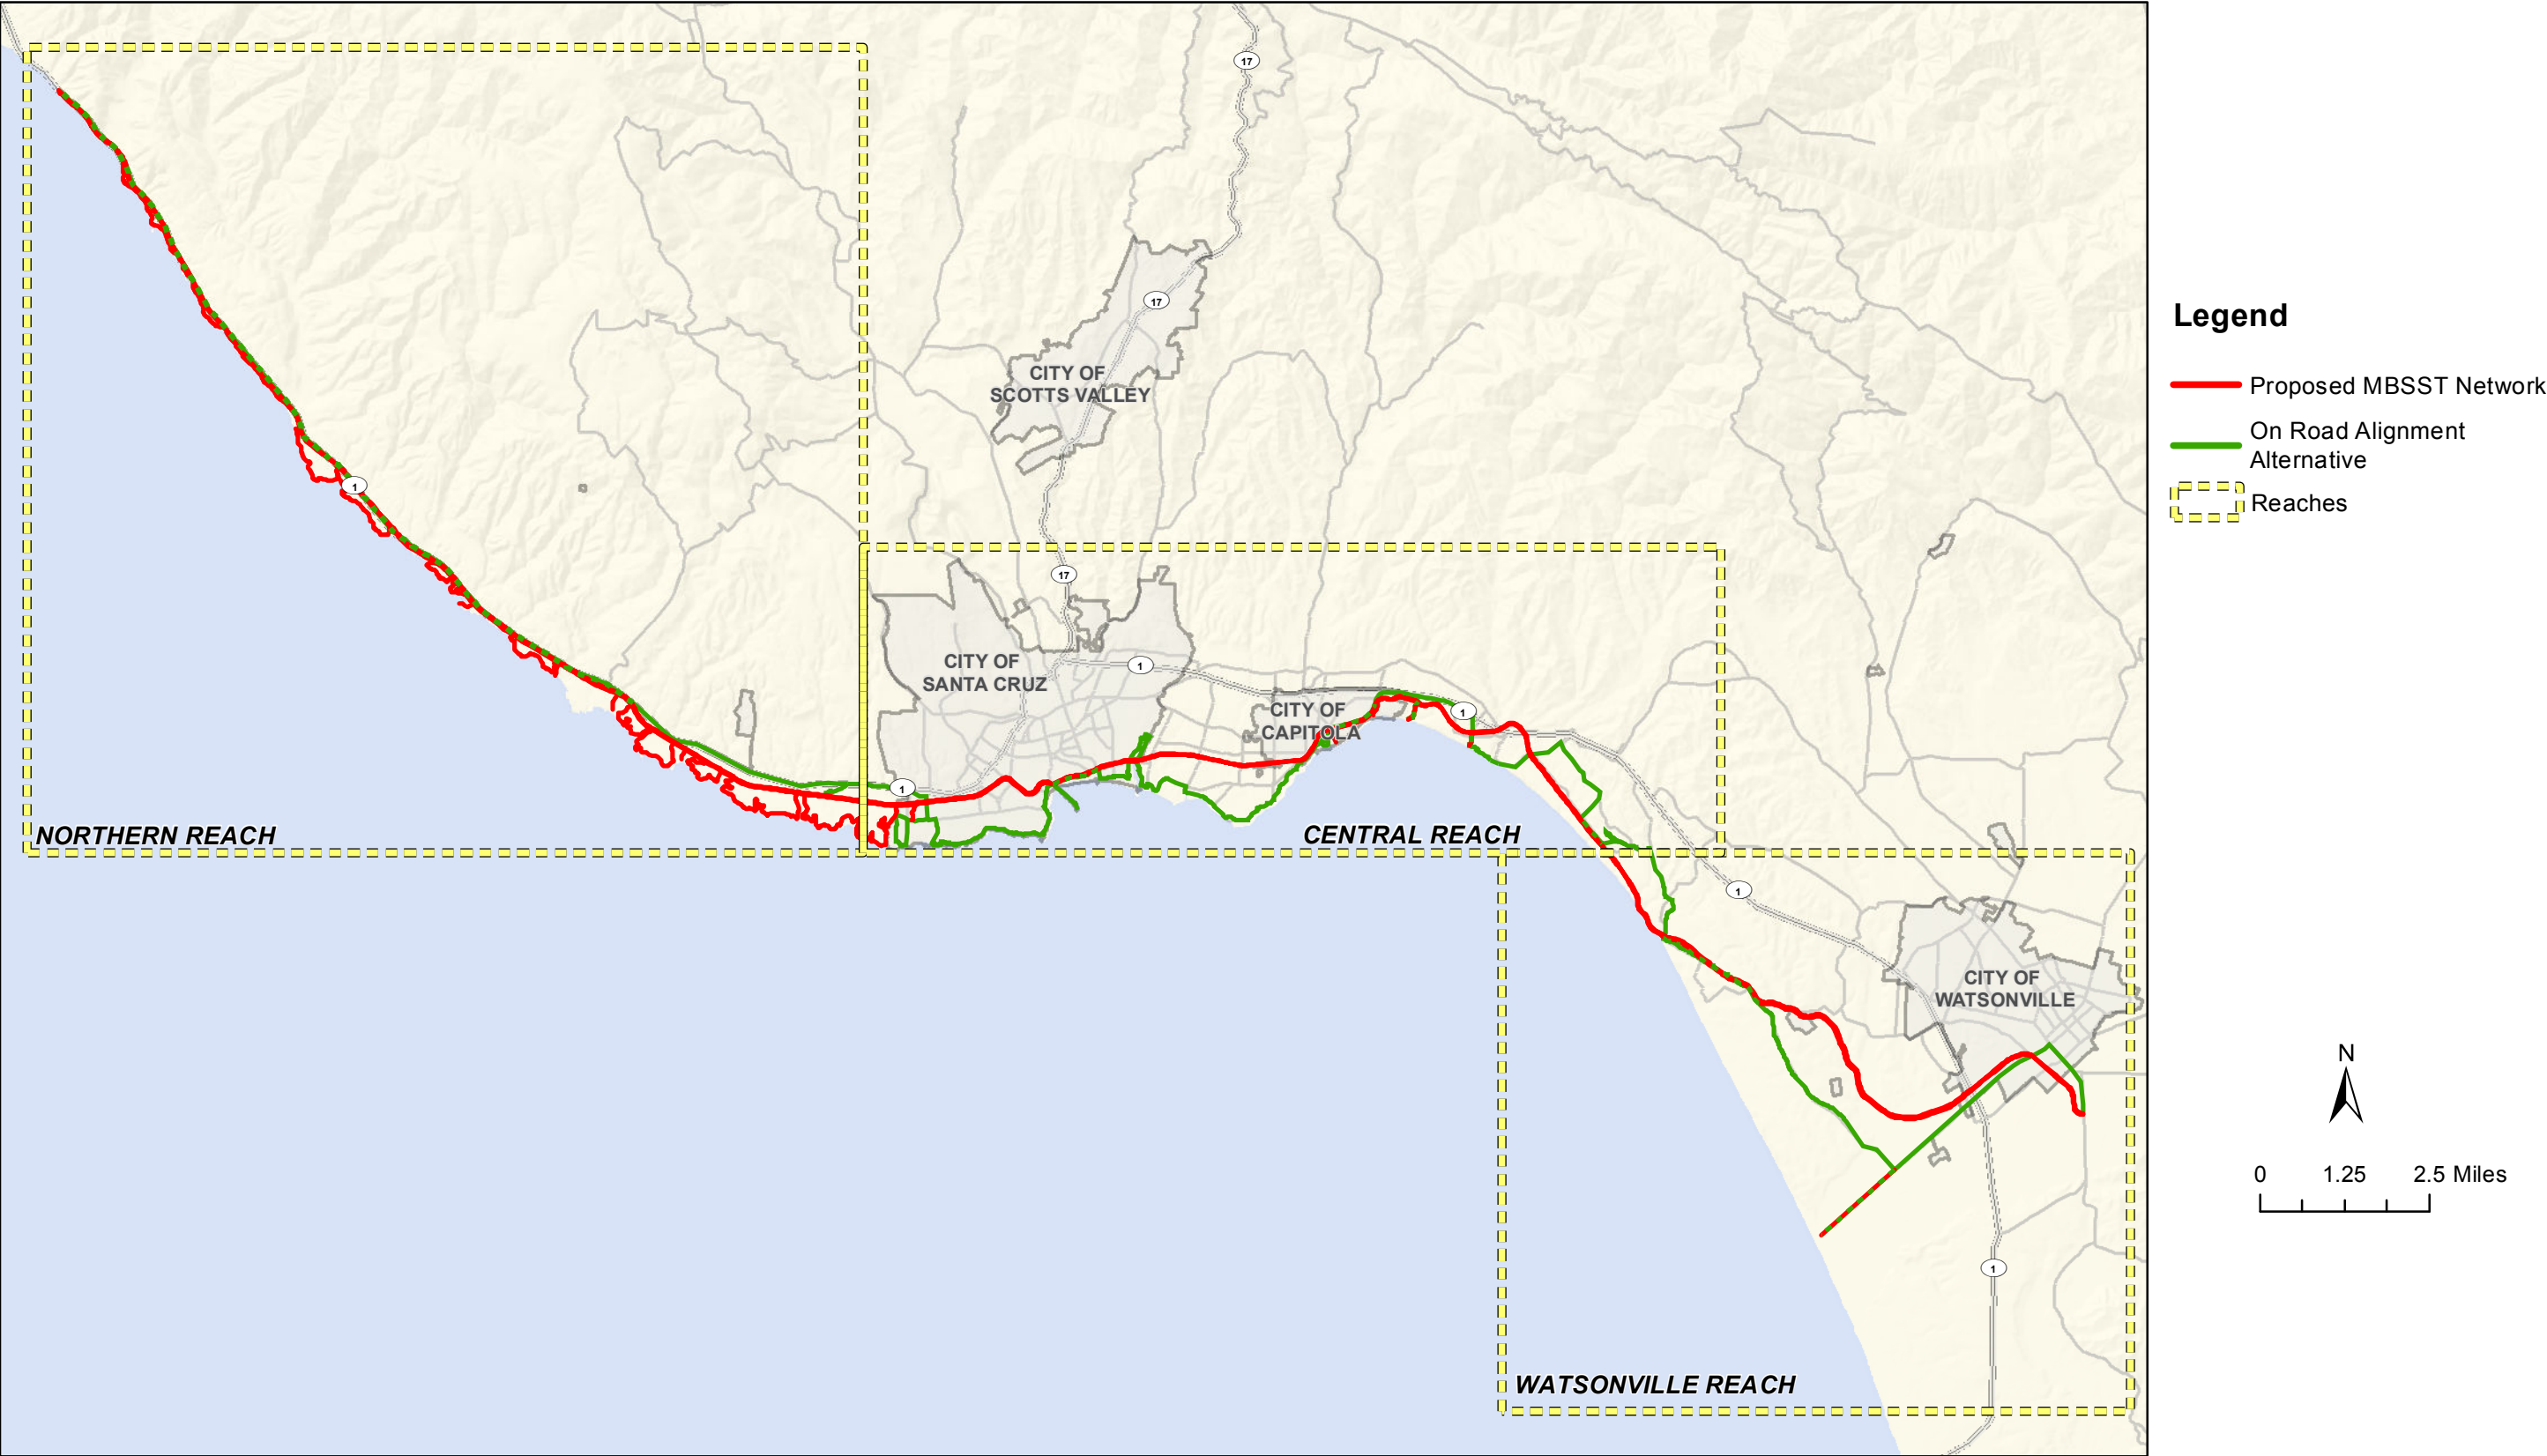 17
17
CITY OF
SCOTTS VALLEY
1
17
CITY OF
SANTA CRUZ
1
CITY OF
CAPITOLA
1
1
NORTHERN REACH
CENTRAL REACH
1
CITY OF
WATSONVILLE
1
WATSONVILLE REACH
Legend
Proposed MBSST Network
On Road Alignment
Alternative
Reaches
N
0 1.25 2.5 Miles